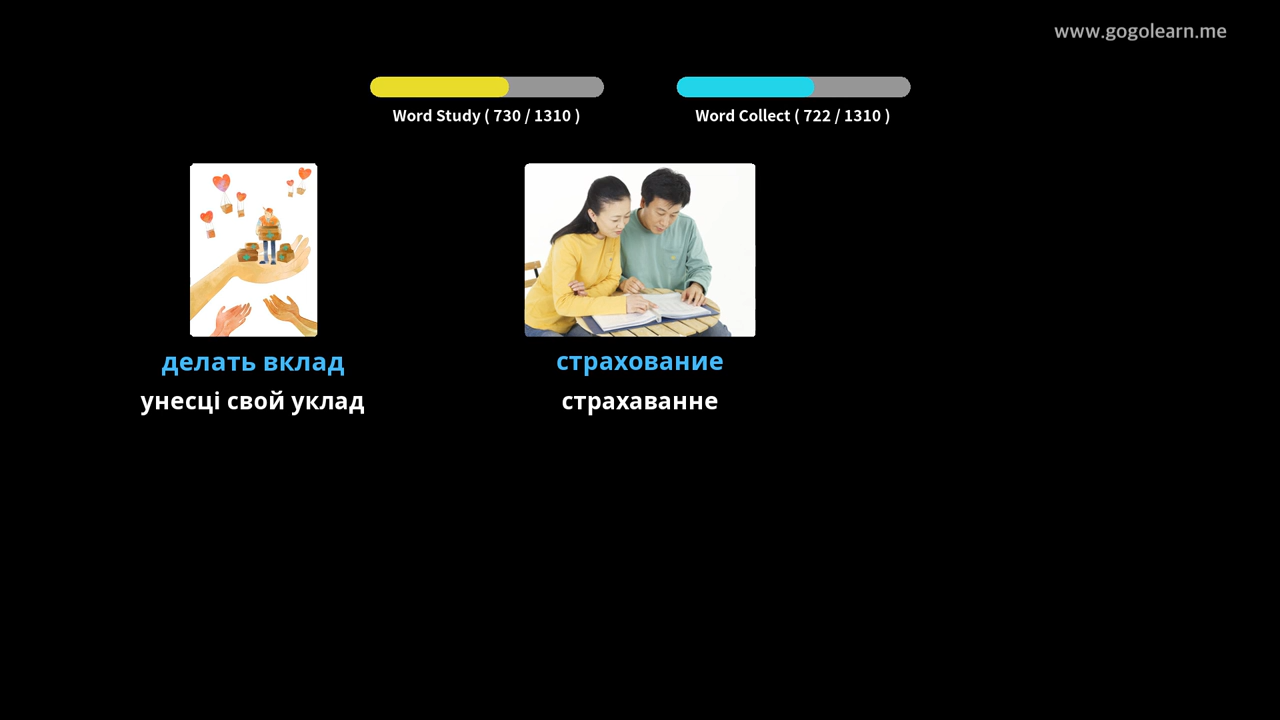 www.gogolearn.me
Word Study ( 730 / 1310 )
Word Collect ( 722 / 1310 )
делать вклад
страхование
унесці свой уклад
страхаванне